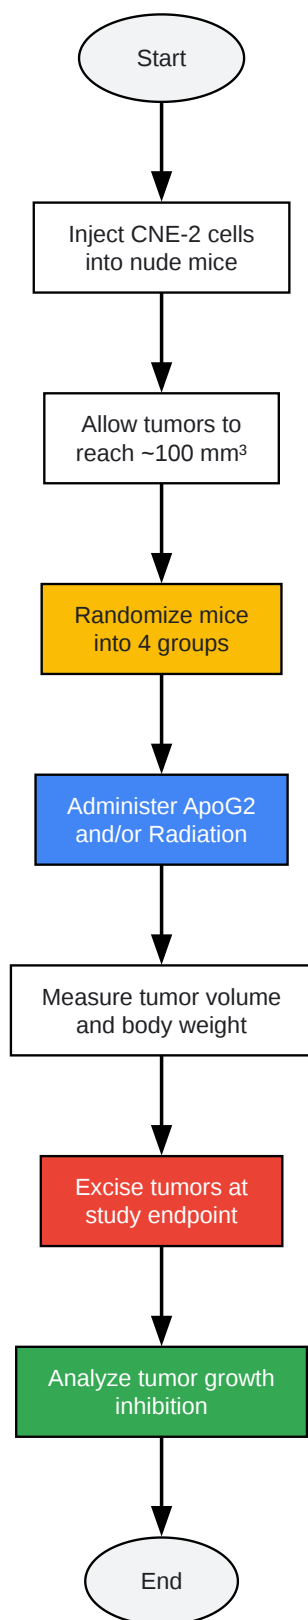 Start
Inject CNE-2 cells
into nude mice
Allow tumors to
reach ~100 mm³
Randomize mice
into 4 groups
Administer ApoG2
and/or Radiation
Measure tumor volume
and body weight
Excise tumors at
study endpoint
Analyze tumor growth
inhibition
End